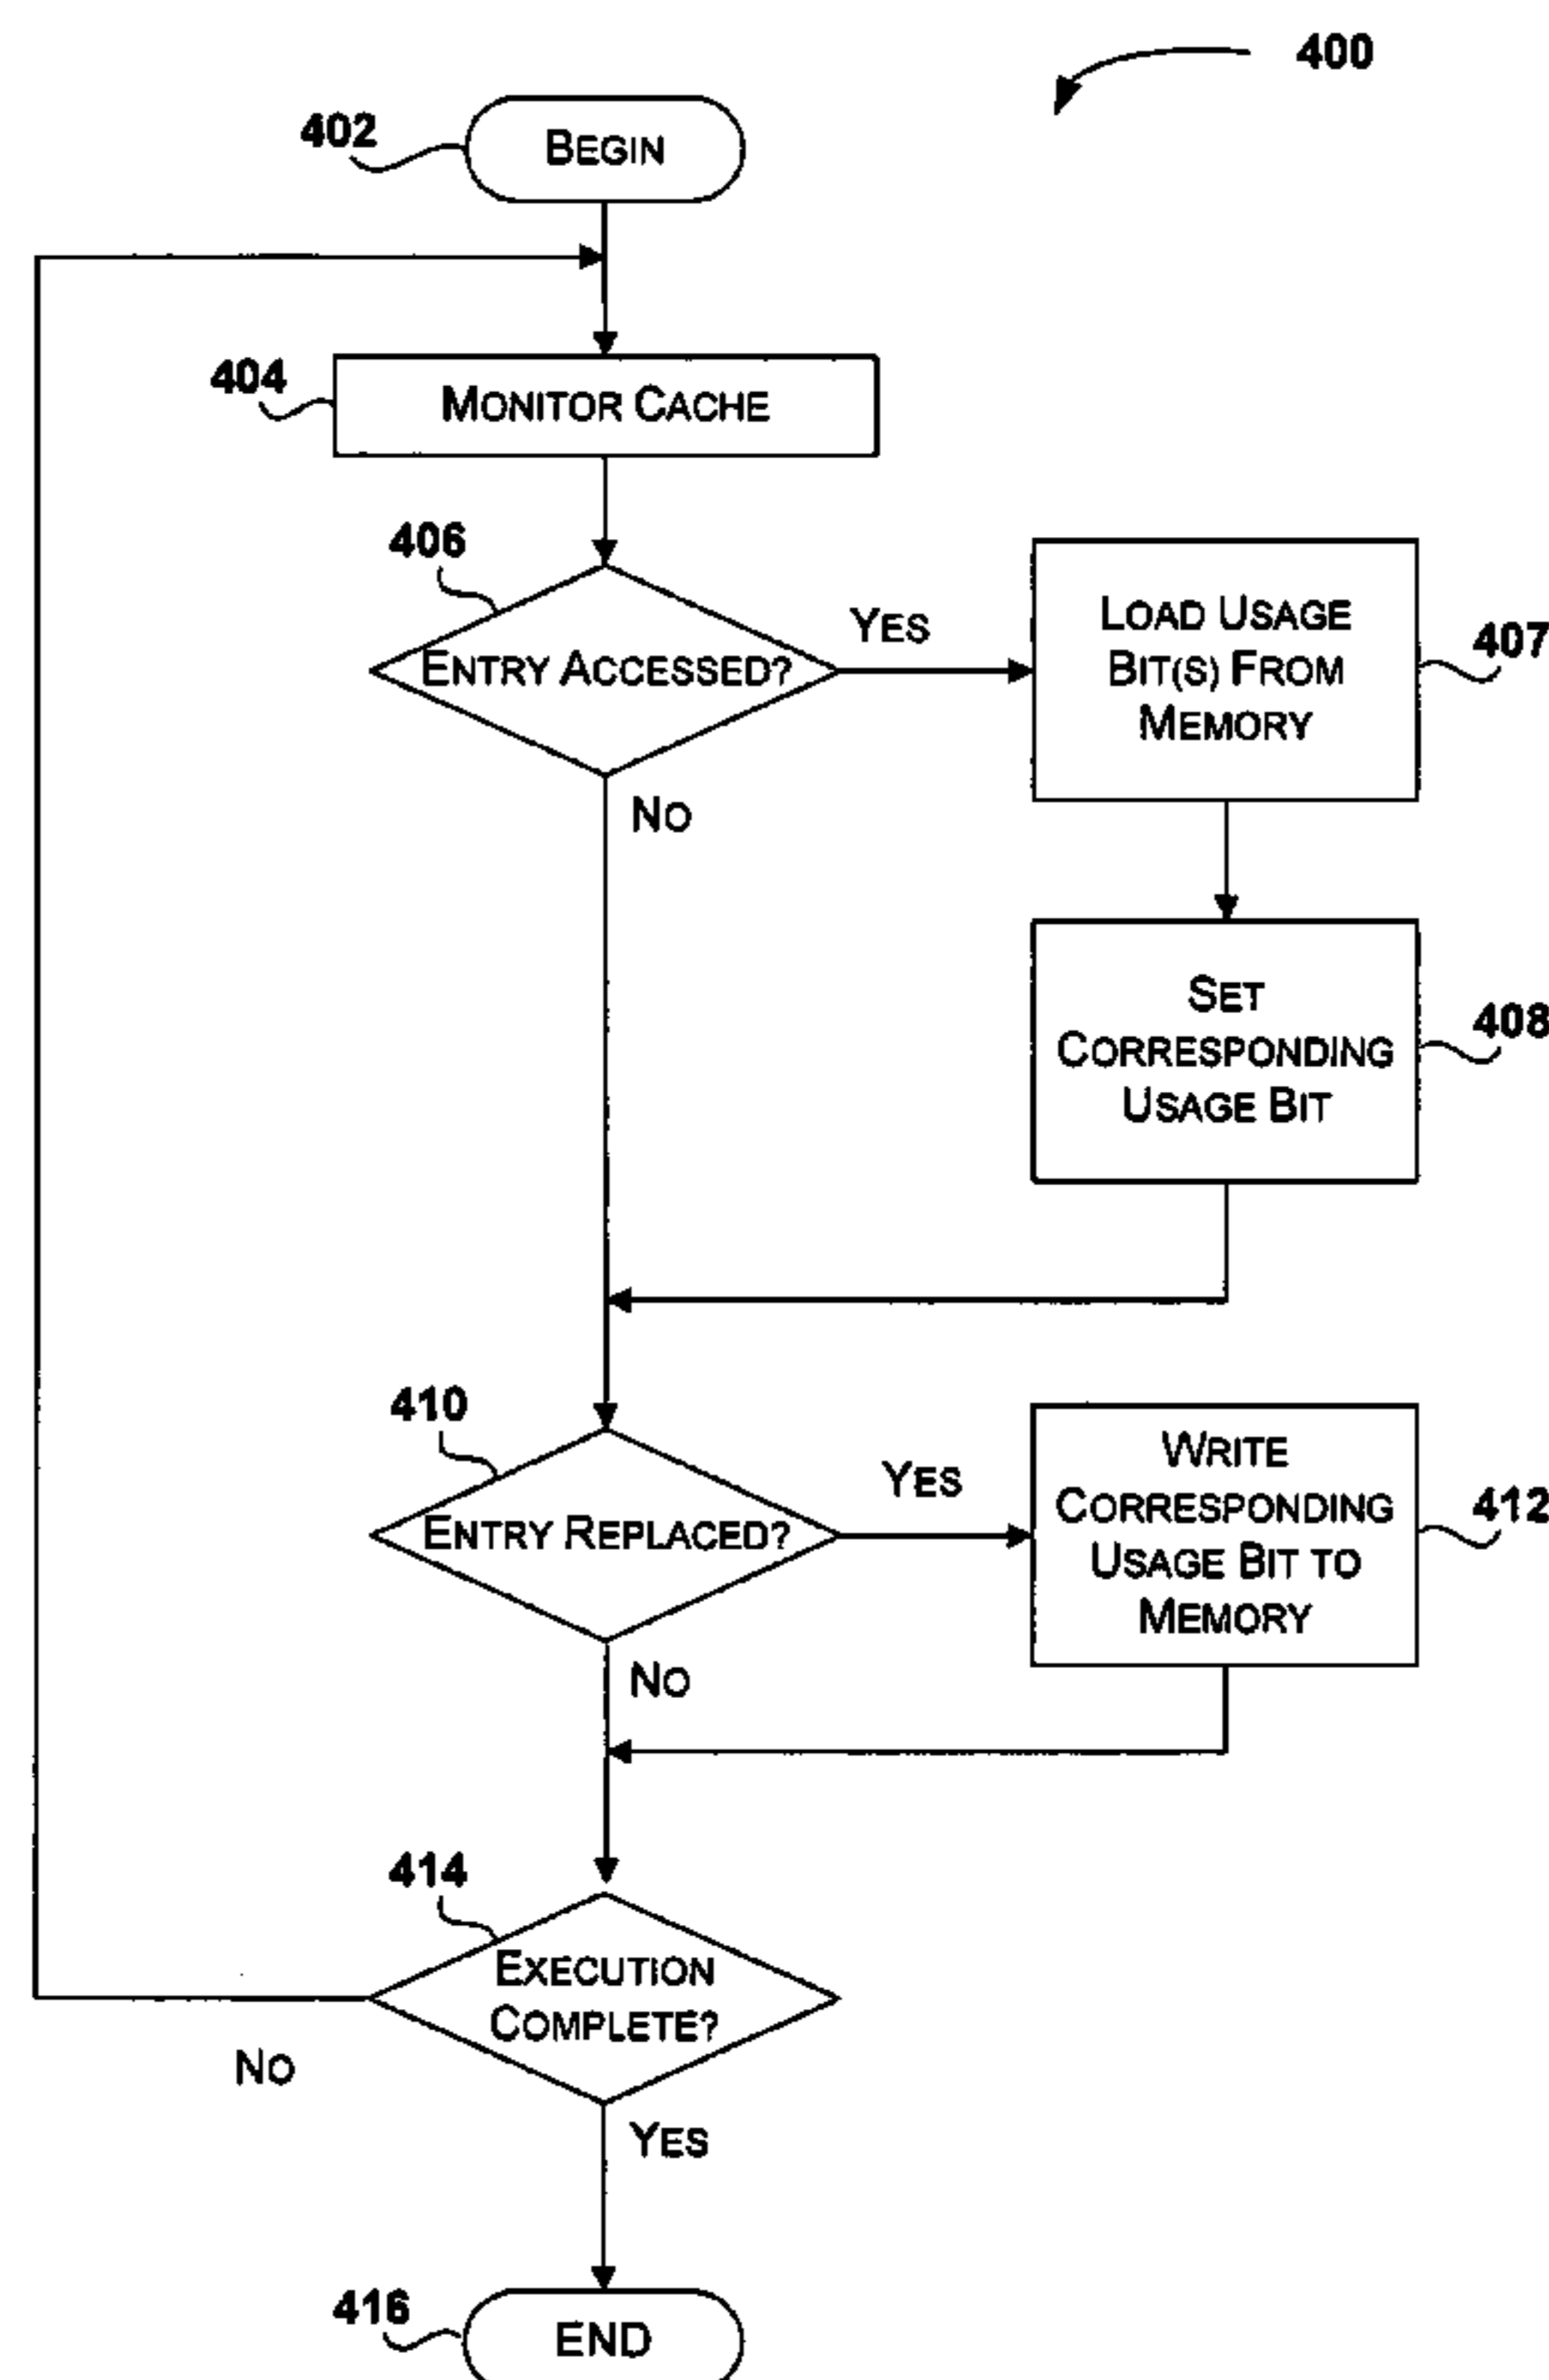 400
402
BEGIN
404
MONITOR CACHE
406
ENTRY ACCESSED?
YES
NO
LOAD USAGE
BIT(S) FROM
MEMORY
407
SET
CORRESPONDING
USAGE BIT
408
410
ENTRY REPLACED?
YES
NO
WRITE
CORRESPONDING
USAGE BIT TO
MEMORY
412
414
EXECUTION
COMPLETE?
NO
YES
416
END